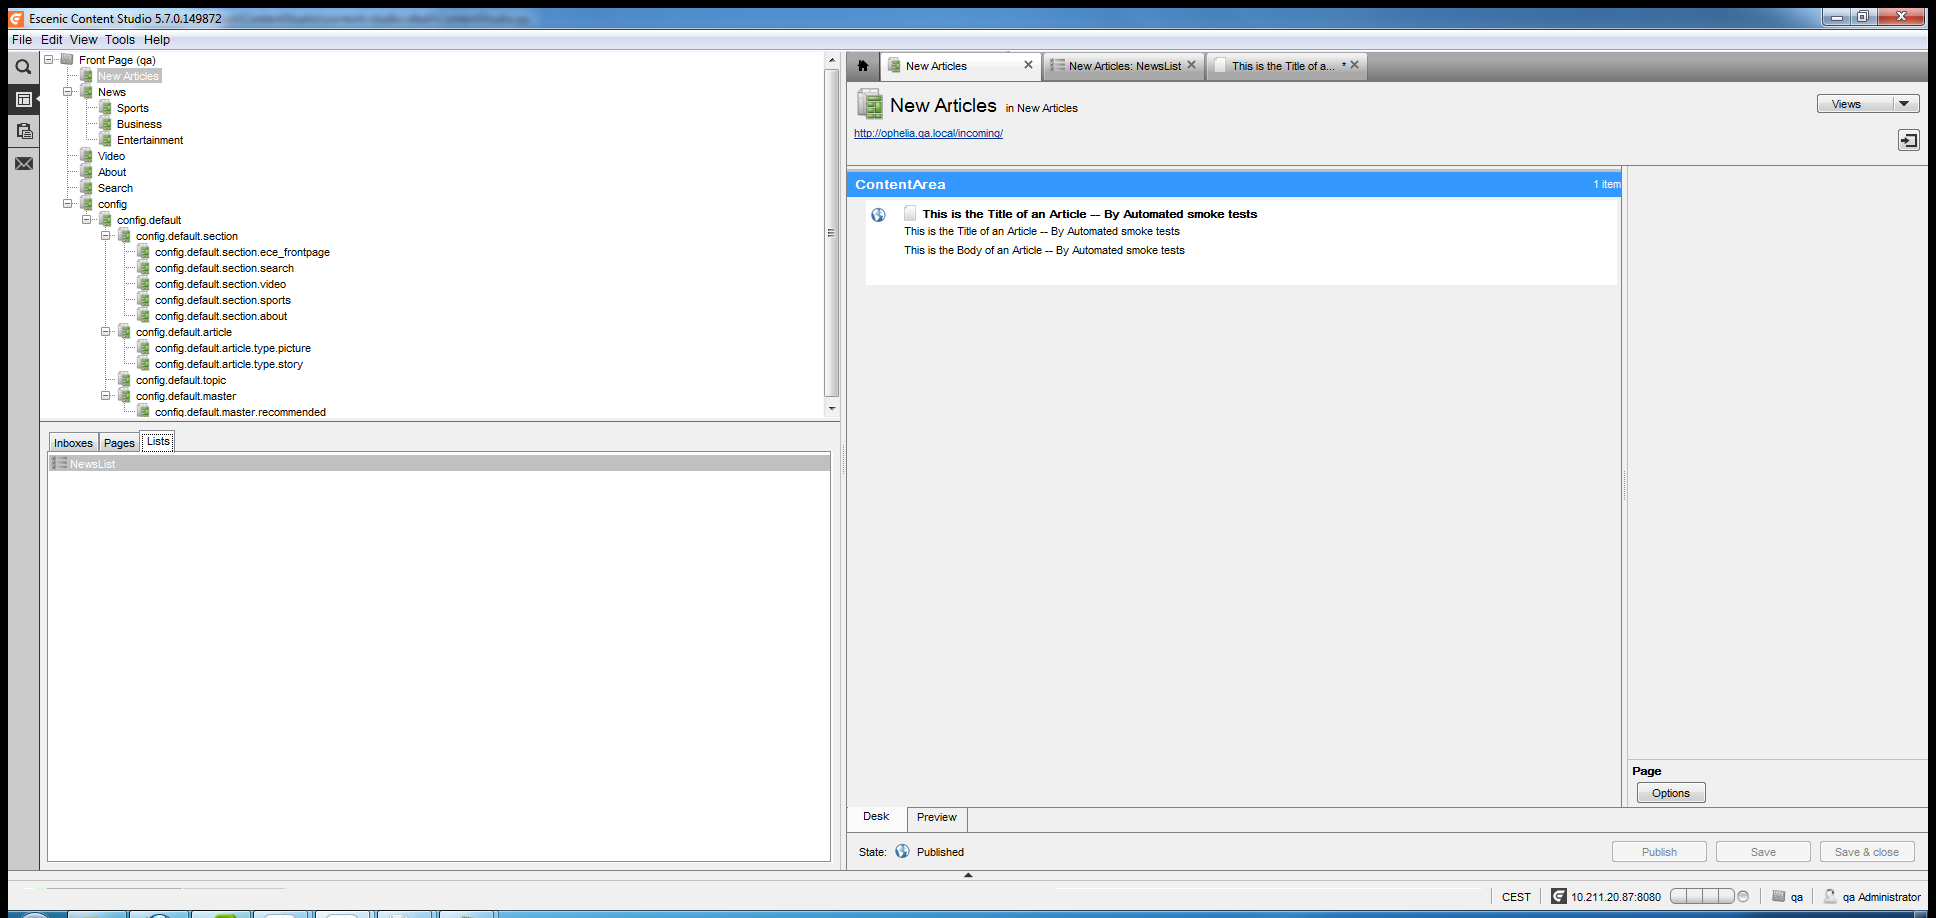 Escenic Content Studio 5.7.0.149872
File Edit View Tools Help
Front Page (qa)
New Articles
News
Sports
Business
Entertainment
Video
About
Search
config
config.default
config.default.section
config.default.section.ece_frontpage
config.default.section.search
config.default.section.video
config.default.section.sports
config.default.section.about
config.default.article
config.default.article.type.picture
config.default.article.type.story
config.default.topic
config.default.master
config.default.master.recommended
Inboxes Pages Lists
NewsList
New Articles New Articles: NewsList This is the Title of a... *
New Articles in New Articles
Views
http://ophelia.qa.local/incoming/
ContentArea 1 item
This is the Title of an Article -- By Automated smoke tests
This is the Title of an Article -- By Automated smoke tests
This is the Body of an Article -- By Automated smoke tests
Page
Options
Desk Preview
State: Published
Publish Save Save & close
CEST 10.211.20.87:8080 qa qa Administrator